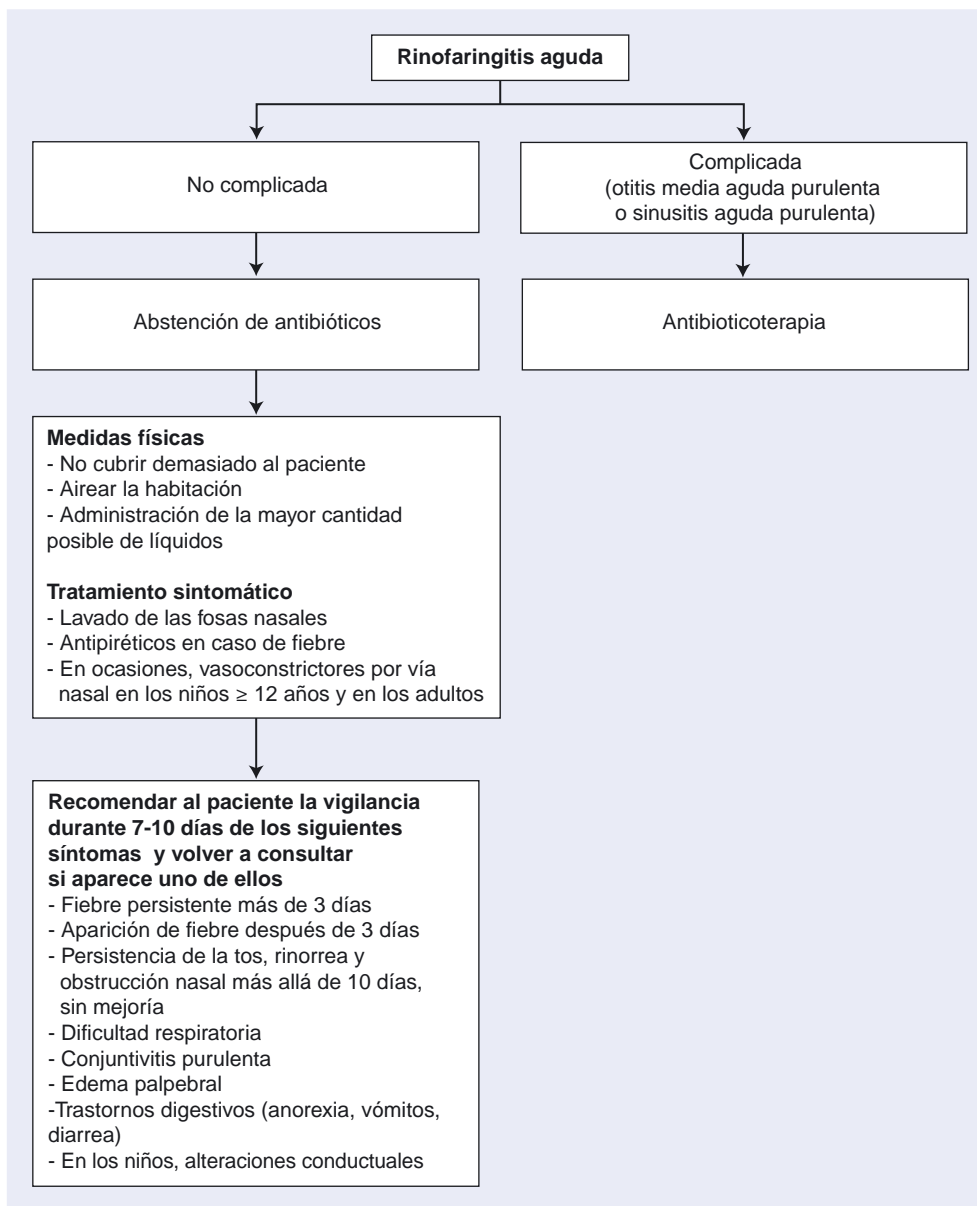 Rinofaringitis aguda
No complicada
Complicada
(otitis media aguda purulenta
o sinusitis aguda purulenta)
Abstención de antibióticos
Antibioticoterapia
Medidas físicas
- No cubrir demasiado al paciente
- Airear la habitación
- Administración de la mayor cantidad
posible de líquidos
Tratamiento sintomático
- Lavado de las fosas nasales
- Antipiréticos en caso de fiebre
- En ocasiones, vasoconstrictores por vía
nasal en los niños ≥ 12 años y en los adultos
Recomendar al paciente la vigilancia
durante 7-10 días de los siguientes
síntomas y volver a consultar
si aparece uno de ellos
- Fiebre persistente más de 3 días
- Aparición de fiebre después de 3 días
- Persistencia de la tos, rinorrea y
obstrucción nasal más allá de 10 días,
sin mejoría
- Dificultad respiratoria
- Conjuntivitis purulenta
- Edema palpebral
-Trastornos digestivos (anorexia, vómitos,
diarrea)
- En los niños, alteraciones conductuales